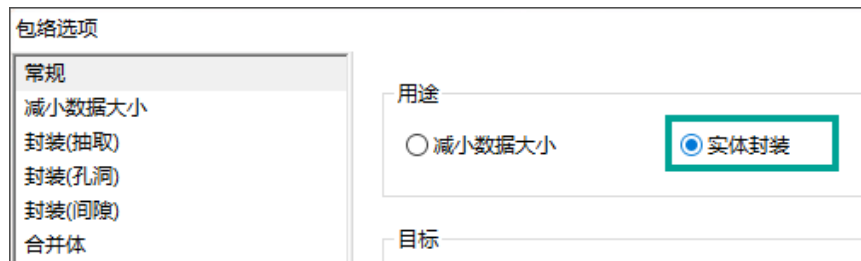 包络选项
常规
减小数据大小
封装(抽取)
封装(孔洞)
封装(间隙)
合并体
用途
减小数据大小
实体封装
目标